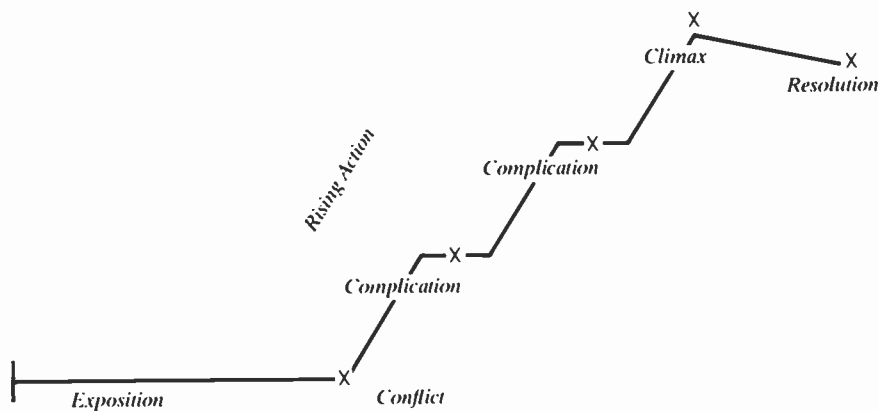 X
Climax
X
Resolution
Rising Action
X
Complication
X
Complication
X
Exposition
Conflict